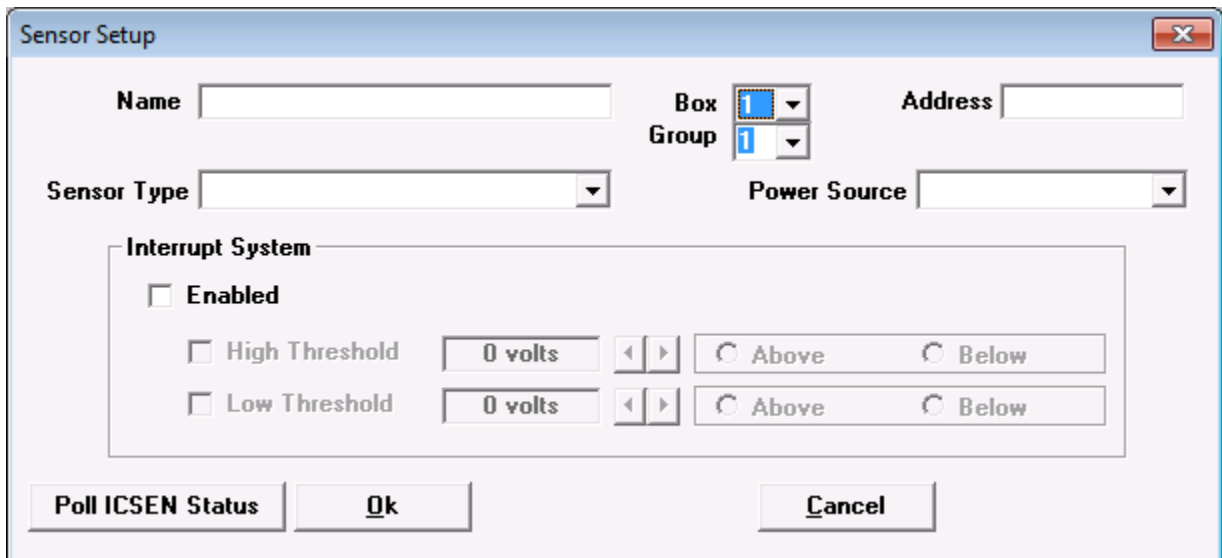 Sensor Setup
Name Box 1 Address
Group 1
Sensor Type Power Source
Interrupt System
Enabled
High Threshold 0 volts Above Below
Low Threshold 0 volts Above Below
Poll ICSEN Status Ok Cancel